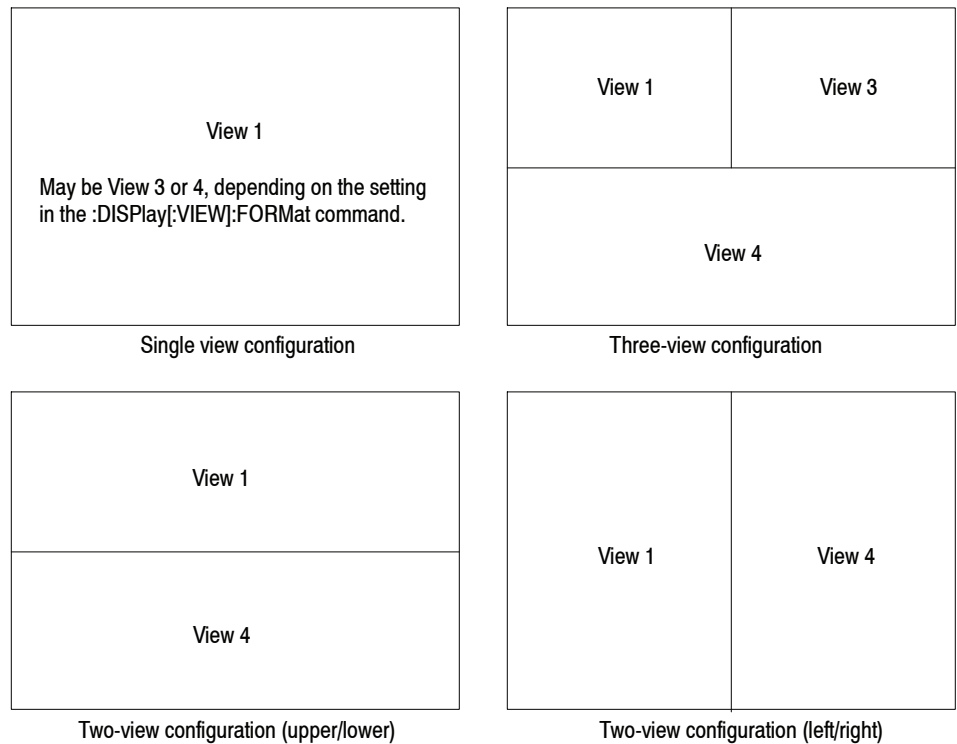 View 1
May be View 3 or 4, depending on the setting
in the :DISPlay[:VIEW]:FORMat command.
Single view configuration
View 1
View 3
View 4
Three-view configuration
View 1
View 4
Two-view configuration (upper/lower)
View 1
View 4
Two-view configuration (left/right)